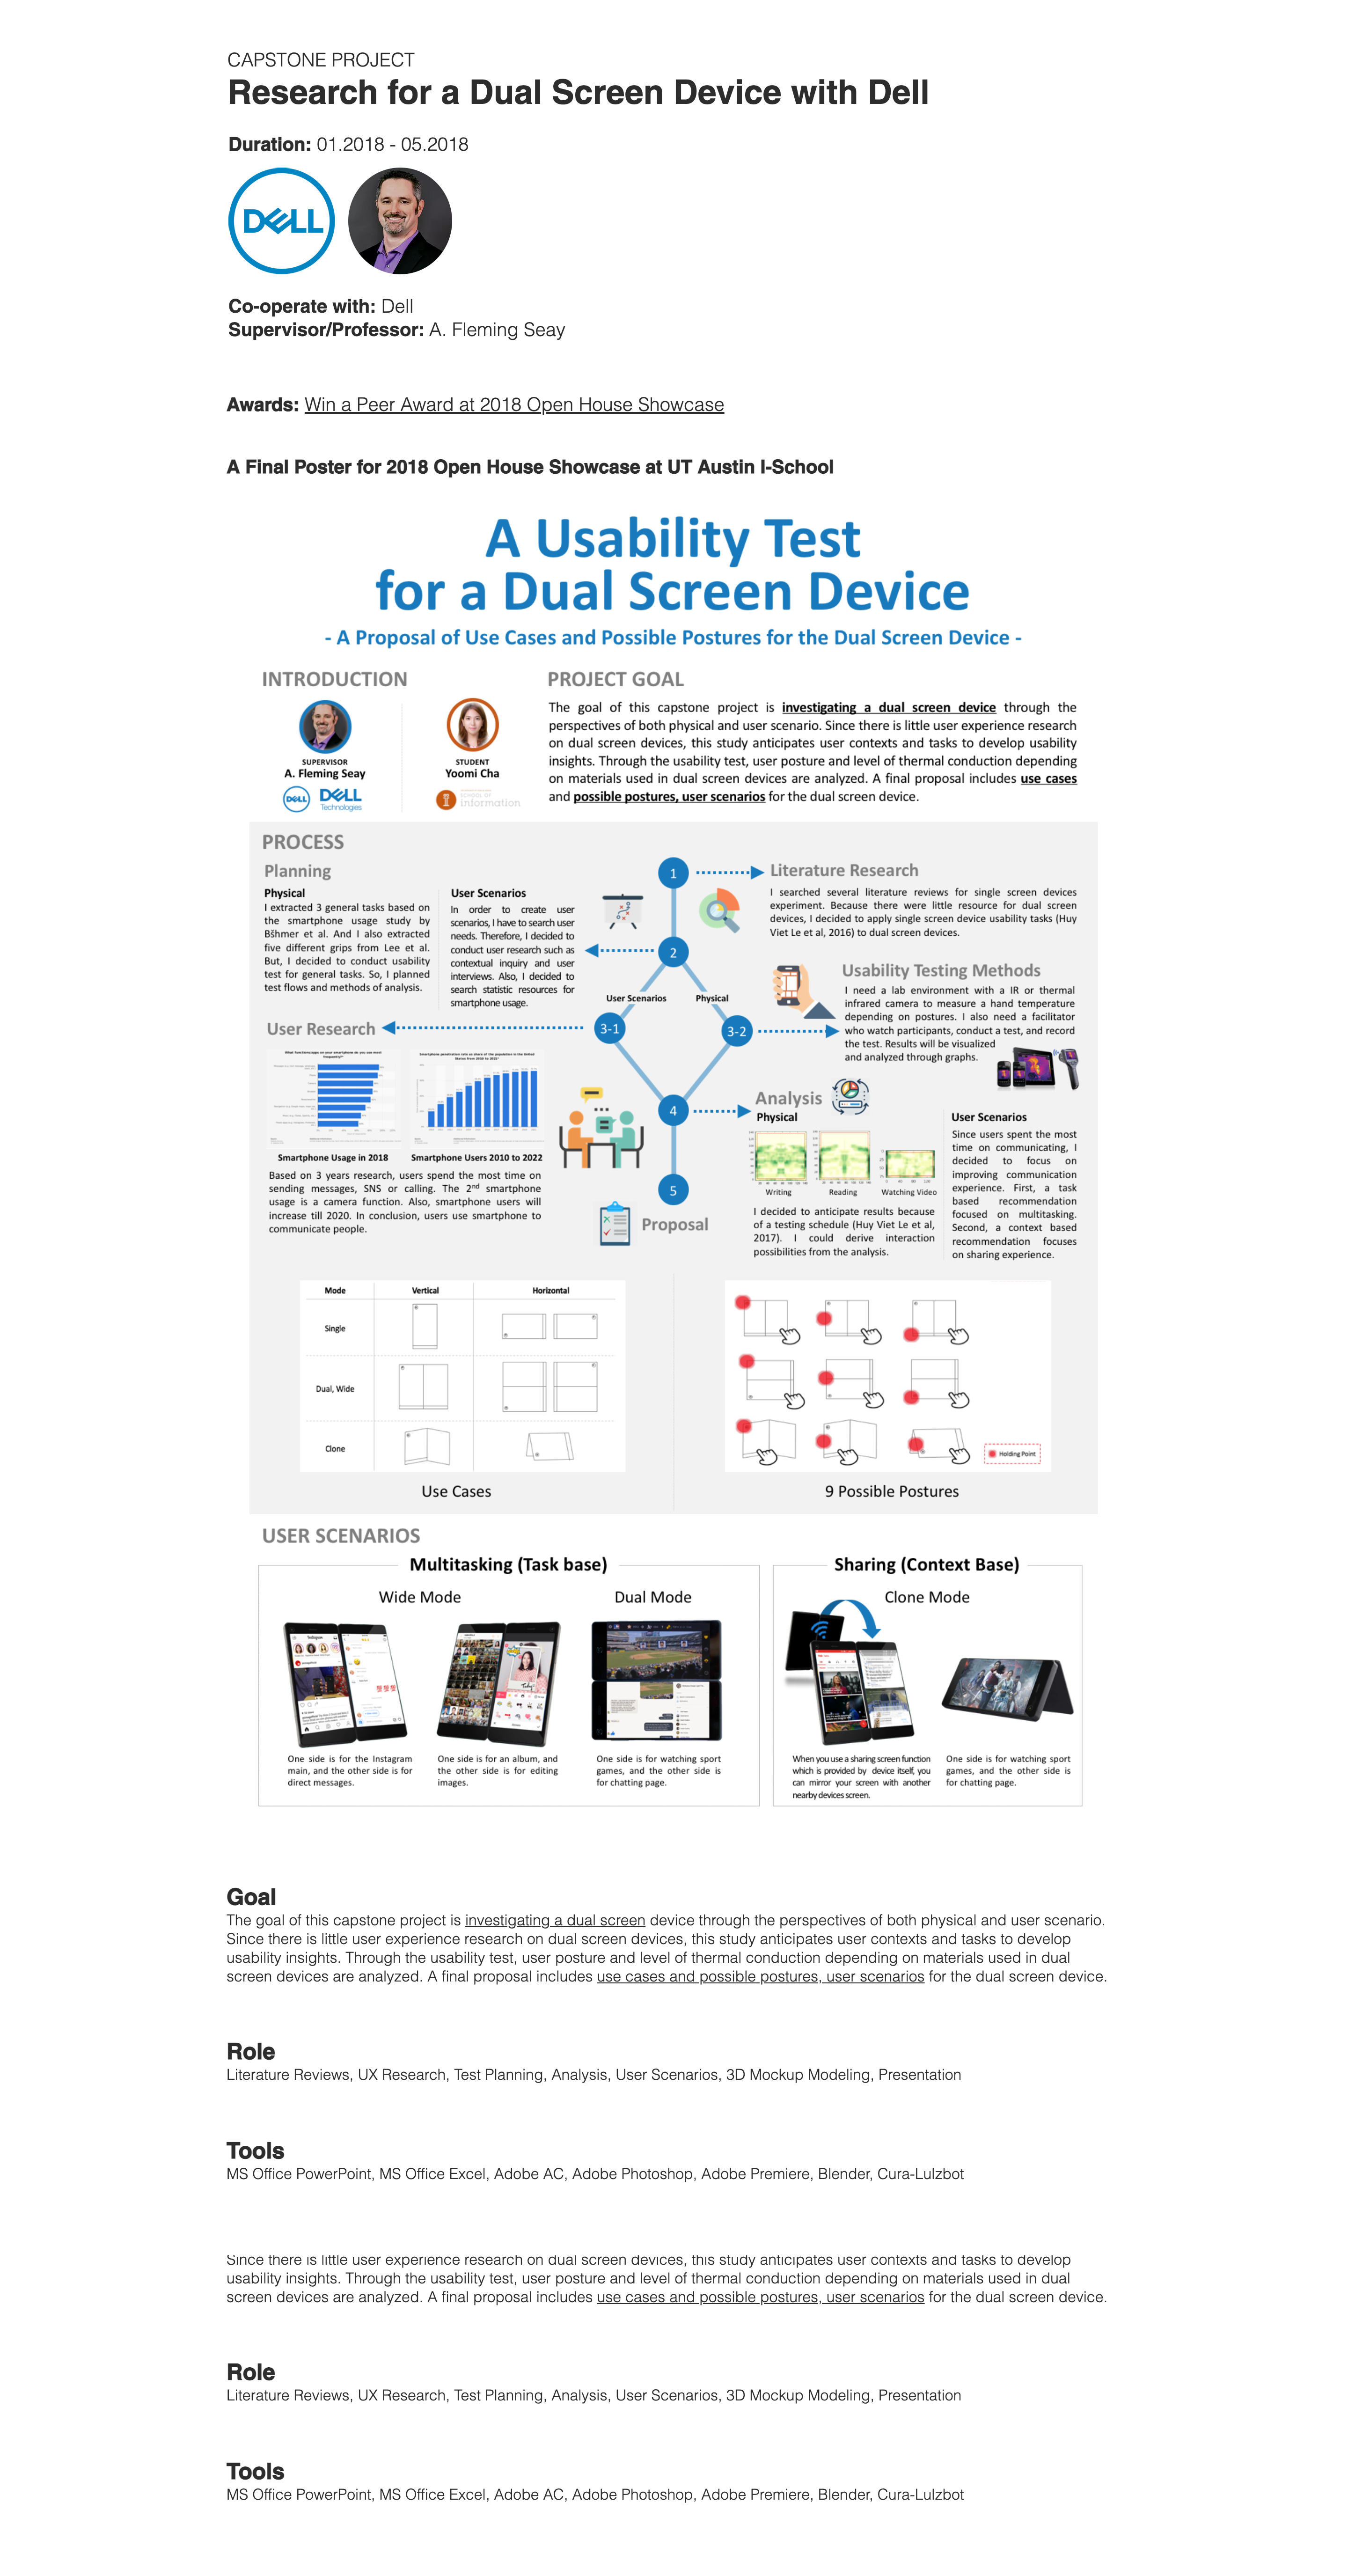 CAPSTONE PROJECT
Research for a Dual Screen Device with Dell
Duration: 01.2018 - 05.2018
DELL
Co-operate with: Dell
Supervisor/Professor: A. Fleming Seay
Awards: Win a Peer Award at 2018 Open House Showcase
A Final Poster for 2018 Open House Showcase at UT Austin I-School
A Usability Test
for a Dual Screen Device
- A Proposal of Use Cases and Possible Postures for the Dual Screen Device -
INTRODUCTION
SUPERVISOR
A. Fleming Seay
DELL
DELL
Technologies
STUDENT
Yoomi Cha
SCHOOL OF
information
PROJECT GOAL
The goal of this capstone project is investigating a dual screen device through the
perspectives of both physical and user scenario. Since there is little user experience research
on dual screen devices, this study anticipates user contexts and tasks to develop usability
insights. Through the usability test, user posture and level of thermal conduction depending
on materials used in dual screen devices are analyzed. A final proposal includes use cases
and possible postures, user scenarios for the dual screen device.
PROCESS
Planning
Physical
I extracted 3 general tasks based on
the smartphone usage study by
Bšhmer et al. And I also extracted
five different grips from Lee et al.
But, I decided to conduct usability
test for general tasks. So, I planned
test flows and methods of analysis.
User Scenarios
In order to create user
scenarios, I have to search user
needs. Therefore, I decided to
conduct user research such as
contextual inquiry and user
interviews. Also, I decided to
search statistic resources for
smartphone usage.
1
Literature Research
I searched several literature reviews for single screen devices
experiment. Because there were little resource for dual screen
devices, I decided to apply single screen device usability tasks (Huy
Viet Le et al, 2016) to dual screen devices.
2
User Scenarios
Physical
Usability Testing Methods
I need a lab environment with a IR or thermal
infrared camera to measure a hand temperature
depending on postures. I also need a facilitator
who watch participants, conduct a test, and record
the test. Results will be visualized
and analyzed through graphs.
User Research
3-1
3-2
Smartphone Usage in 2018
Smartphone Users 2010 to 2022
Based on 3 years research, users spend the most time on
sending messages, SNS or calling. The 2nd smartphone
usage is a camera function. Also, smartphone users will
increase till 2020. In conclusion, users use smartphone to
communicate people.
4
Analysis
Physical
Writing
Reading
Watching Video
I decided to anticipate results because
of a testing schedule (Huy Viet Le et al,
2017). I could derive interaction
possibilities from the analysis.
User Scenarios
Since users spent the most
time on communicating, I
decided to focus on
improving communication
experience. First, a task
based recommendation
focused on multitasking.
Second, a context based
recommendation focuses
on sharing experience.
5
Proposal
Mode
Vertical
Horizontal
Single
Dual, Wide
Clone
Use Cases
Holding Point
9 Possible Postures
USER SCENARIOS
Multitasking (Task base)
Wide Mode
Dual Mode
One side is for the Instagram
main, and the other side is for
direct messages.
One side is for an album, and
the other side is for editing
images.
One side is for watching sport
games, and the other side is
for chatting page.
Sharing (Context Base)
Clone Mode
When you use a sharing screen function
which is provided by device itself, you
can mirror your screen with another
nearby devices screen.
One side is for watching sport
games, and the other side is
for chatting page.
Goal
The goal of this capstone project is investigating a dual screen device through the perspectives of both physical and user scenario.
Since there is little user experience research on dual screen devices, this study anticipates user contexts and tasks to develop
usability insights. Through the usability test, user posture and level of thermal conduction depending on materials used in dual
screen devices are analyzed. A final proposal includes use cases and possible postures, user scenarios for the dual screen device.
Role
Literature Reviews, UX Research, Test Planning, Analysis, User Scenarios, 3D Mockup Modeling, Presentation
Tools
MS Office PowerPoint, MS Office Excel, Adobe AC, Adobe Photoshop, Adobe Premiere, Blender, Cura-Lulzbot
Since there is little user experience research on dual screen devices, this study anticipates user contexts and tasks to develop
usability insights. Through the usability test, user posture and level of thermal conduction depending on materials used in dual
screen devices are analyzed. A final proposal includes use cases and possible postures, user scenarios for the dual screen device.
Role
Literature Reviews, UX Research, Test Planning, Analysis, User Scenarios, 3D Mockup Modeling, Presentation
Tools
MS Office PowerPoint, MS Office Excel, Adobe AC, Adobe Photoshop, Adobe Premiere, Blender, Cura-Lulzbot